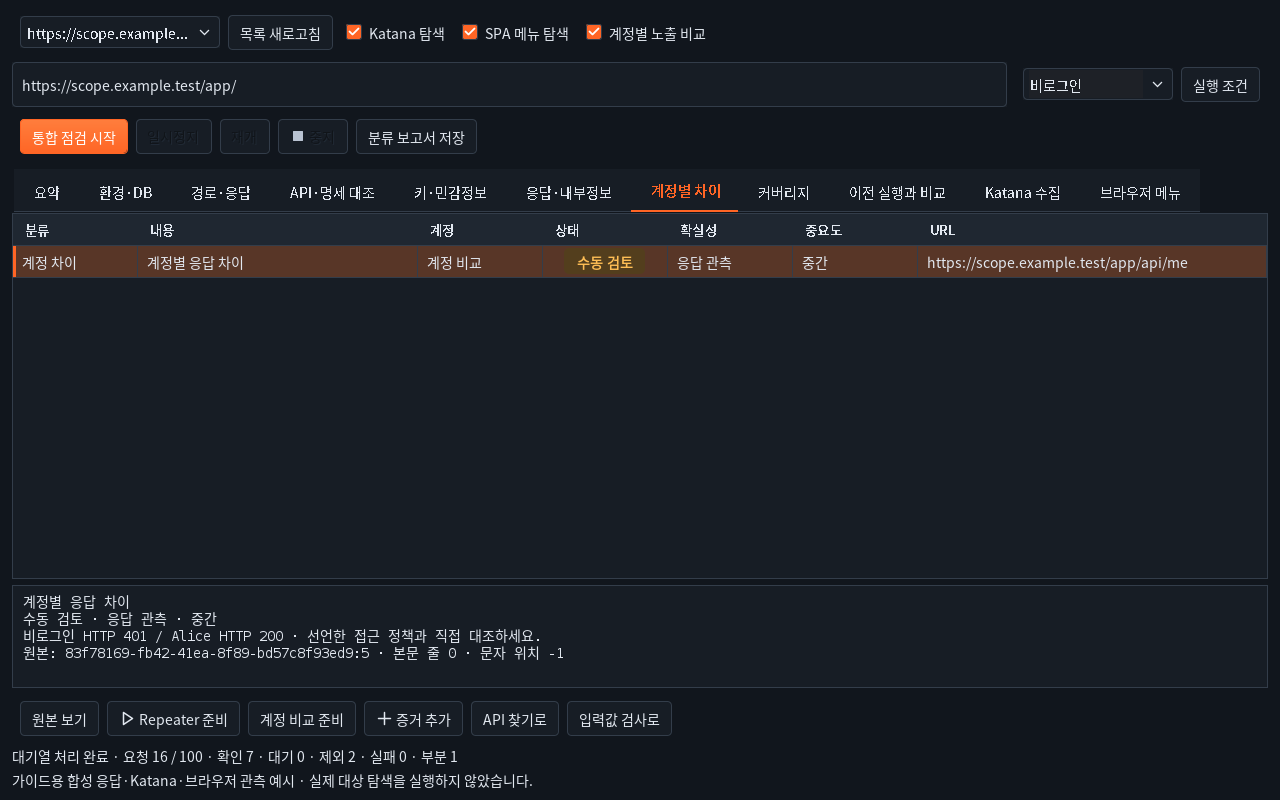 https://scope.example... 목록 새로고침 Katana 탐색 SPA 메뉴 탐색 계정별 노출 비교
https://scope.example.test/app/ 비로그인 실행 조건
통합 점검 시작 일시정지 재개 중지 분류 보고서 저장
요약 환경·DB 경로·응답 API·명세 대조 키·민감정보 응답·내부정보 계정별 차이 커버리지 이전 실행과 비교 Katana 수집 브라우저 메뉴
분류 내용 계정 상태 확실성 중요도 URL
계정 차이 계정별 응답 차이 계정 비교 수동 검토 응답 관측 중간 https://scope.example.test/app/api/me
계정별 응답 차이
수동 검토 · 응답 관측 · 중간
비로그인 HTTP 401 / Alice HTTP 200 · 선언한 접근 정책과 직접 대조하세요.
원본: 83f78169-fb42-41ea-8f89-bd57c8f93ed9:5 · 본문 줄 0 · 문자 위치 -1
원본 보기 Repeater 준비 계정 비교 준비 증거 추가 API 찾기로 입력값 검사로
대기열 처리 완료 · 요청 16 / 100 · 확인 7 · 대기 0 · 제외 2 · 실패 0 · 부분 1
가이드용 합성 응답·Katana·브라우저 관측 예시 · 실제 대상 탐색을 실행하지 않았습니다.